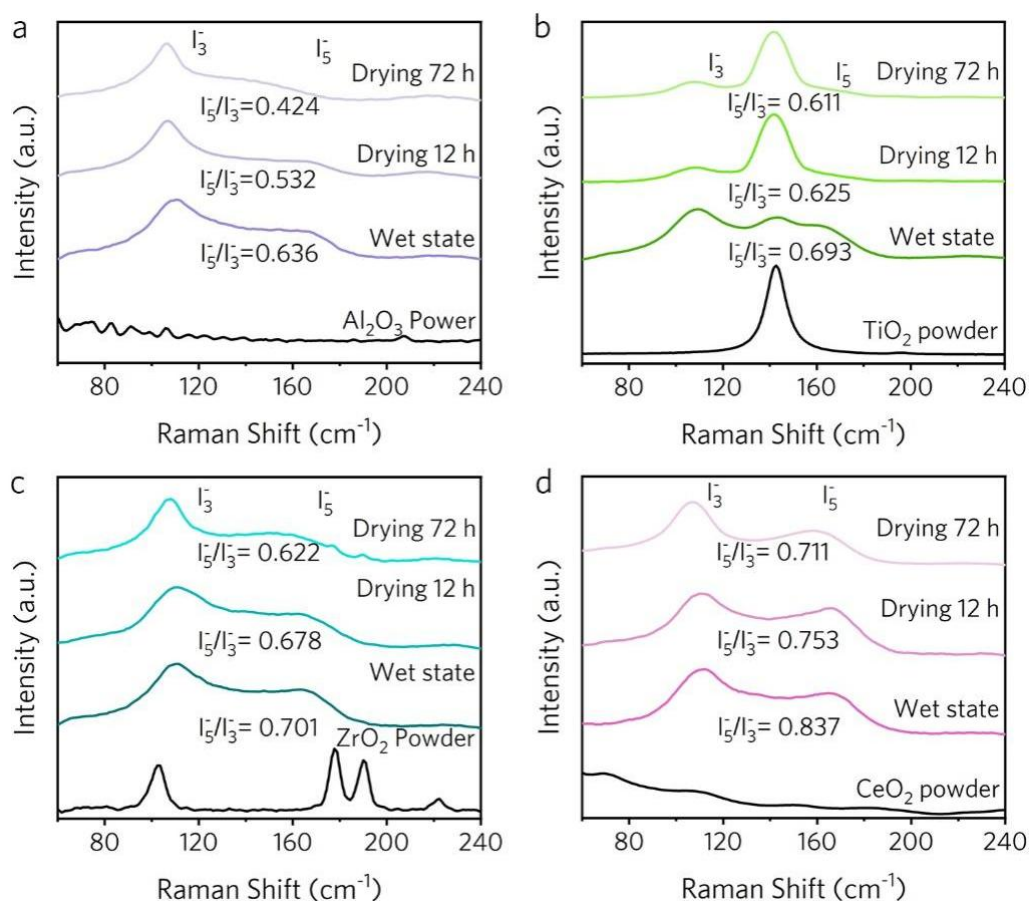 a
I₃⁻ I₅⁻
Drying 72 h
I₅⁻/I₃⁻=0.424
Drying 12 h
I₅⁻/I₃⁻=0.532
Wet state
I₅⁻/I₃⁻=0.636
Al₂O₃ Power
80 120 160 200 240
Raman Shift (cm⁻¹)
Intensity (a.u.)
b
I₃⁻ I₅⁻
Drying 72 h
I₅⁻/I₃⁻= 0.611
Drying 12 h
I₅⁻/I₃⁻= 0.625
Wet state
I₅⁻/I₃⁻= 0.693
TiO₂ powder
80 120 160 200 240
Raman Shift (cm⁻¹)
Intensity (a.u.)
c
I₃⁻ I₅⁻
Drying 72 h
I₅⁻/I₃⁻= 0.622
Drying 12 h
I₅⁻/I₃⁻= 0.678
Wet state
I₅⁻/I₃⁻= 0.701
ZrO₂ Powder
80 120 160 200 240
Raman Shift (cm⁻¹)
Intensity (a.u.)
d
I₃⁻ I₅⁻
Drying 72 h
I₅⁻/I₃⁻= 0.711
Drying 12 h
I₅⁻/I₃⁻= 0.753
Wet state
I₅⁻/I₃⁻= 0.837
CeO₂ powder
80 120 160 200 240
Raman Shift (cm⁻¹)
Intensity (a.u.)